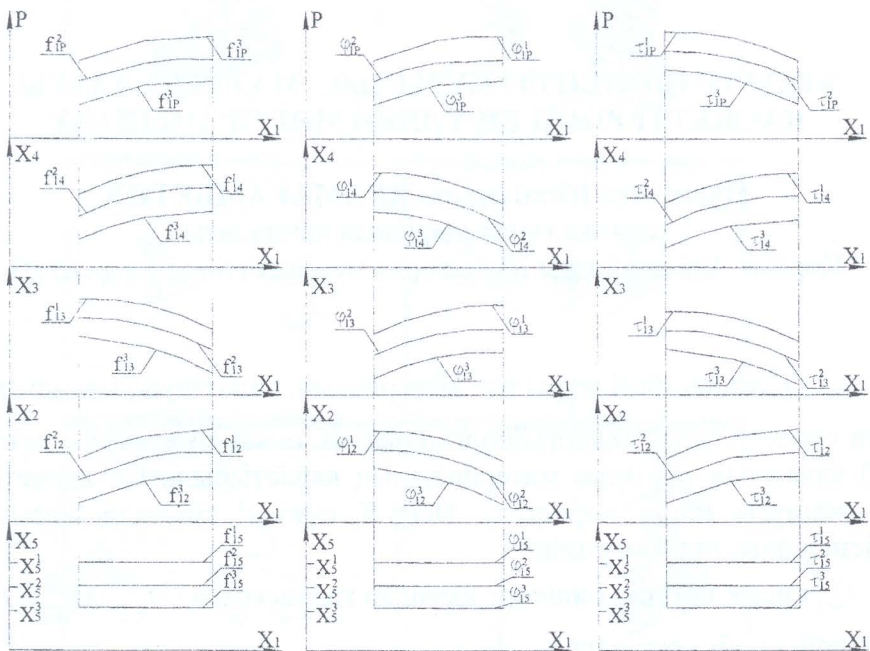 P P P
f²₁P f³₁P φ²₁P φ¹₁P τ¹₁P
f³₁P φ³₁P τ³₁P τ²₁P
X₁ X₁ X₁
X₄ X₄ X₄
f²₁₄ f¹₁₄ φ¹₁₄ τ²₁₄ τ¹₁₄
f³₁₄ φ³₁₄ φ²₁₄ τ³₁₄
X₁ X₁ X₁
X₃ X₃ X₃
f¹₁₃ φ²₁₃ φ¹₁₃ τ¹₁₃
f³₁₃ f²₁₃ φ³₁₃ τ³₁₃ τ²₁₃
X₁ X₁ X₁
X₂ X₂ X₂
f²₁₂ f¹₁₂ φ¹₁₂ τ²₁₂ τ¹₁₂
f³₁₂ φ³₁₂ φ²₁₂ τ³₁₂
X₁ X₁ X₁
X₅ f¹₁₅ X₅ φ¹₁₅ X₅ τ¹₁₅
X¹₅ f²₁₅ X¹₅ φ²₁₅ X¹₅ τ²₁₅
X²₅ f³₁₅ X²₅ φ³₁₅ X²₅ τ³₁₅
X³₅ X³₅ X³₅
X₁ X₁ X₁